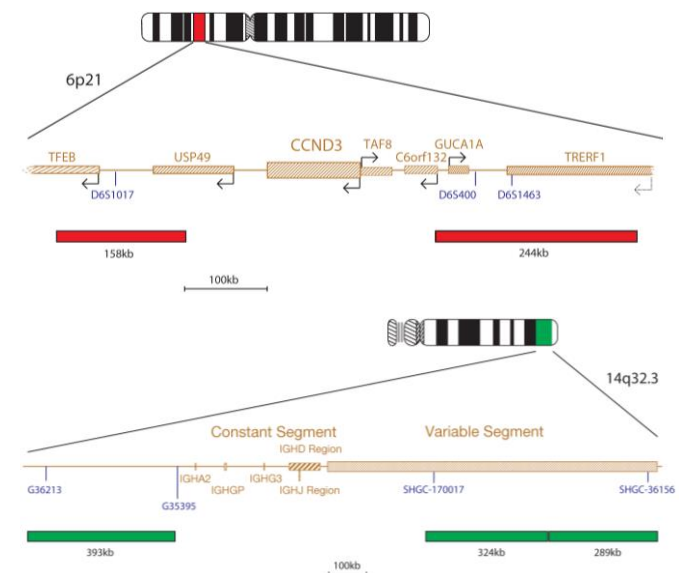 6p21
CCND3
TFEB
USP49
TAF8
GUCA1A
C6orf132
TRERF1
D6S1017
D6S400
D6S1463
158kb
244kb
100kb
14q32.3
Constant Segment
Variable Segment
IGHD Region
IGHA2
IGHG3
IGHGP
IGHJ Region
G36213
G35395
SHGC-170017
SHGC-36156
393kb
324kb
289kb
100kb